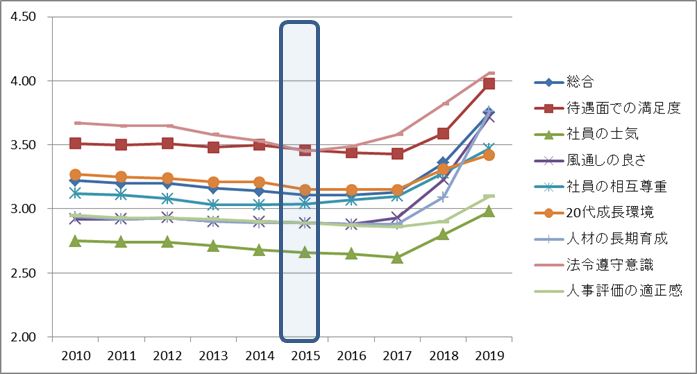 4.50
4.00
3.50
3.00
2.50
2.00
2010 2011 2012 2013 2014 2015 2016 2017 2018 2019
総合
待遇面での満足度
社員の士気
風通しの良さ
社員の相互尊重
20代成長環境
人材の長期育成
法令遵守意識
人事評価の適正感